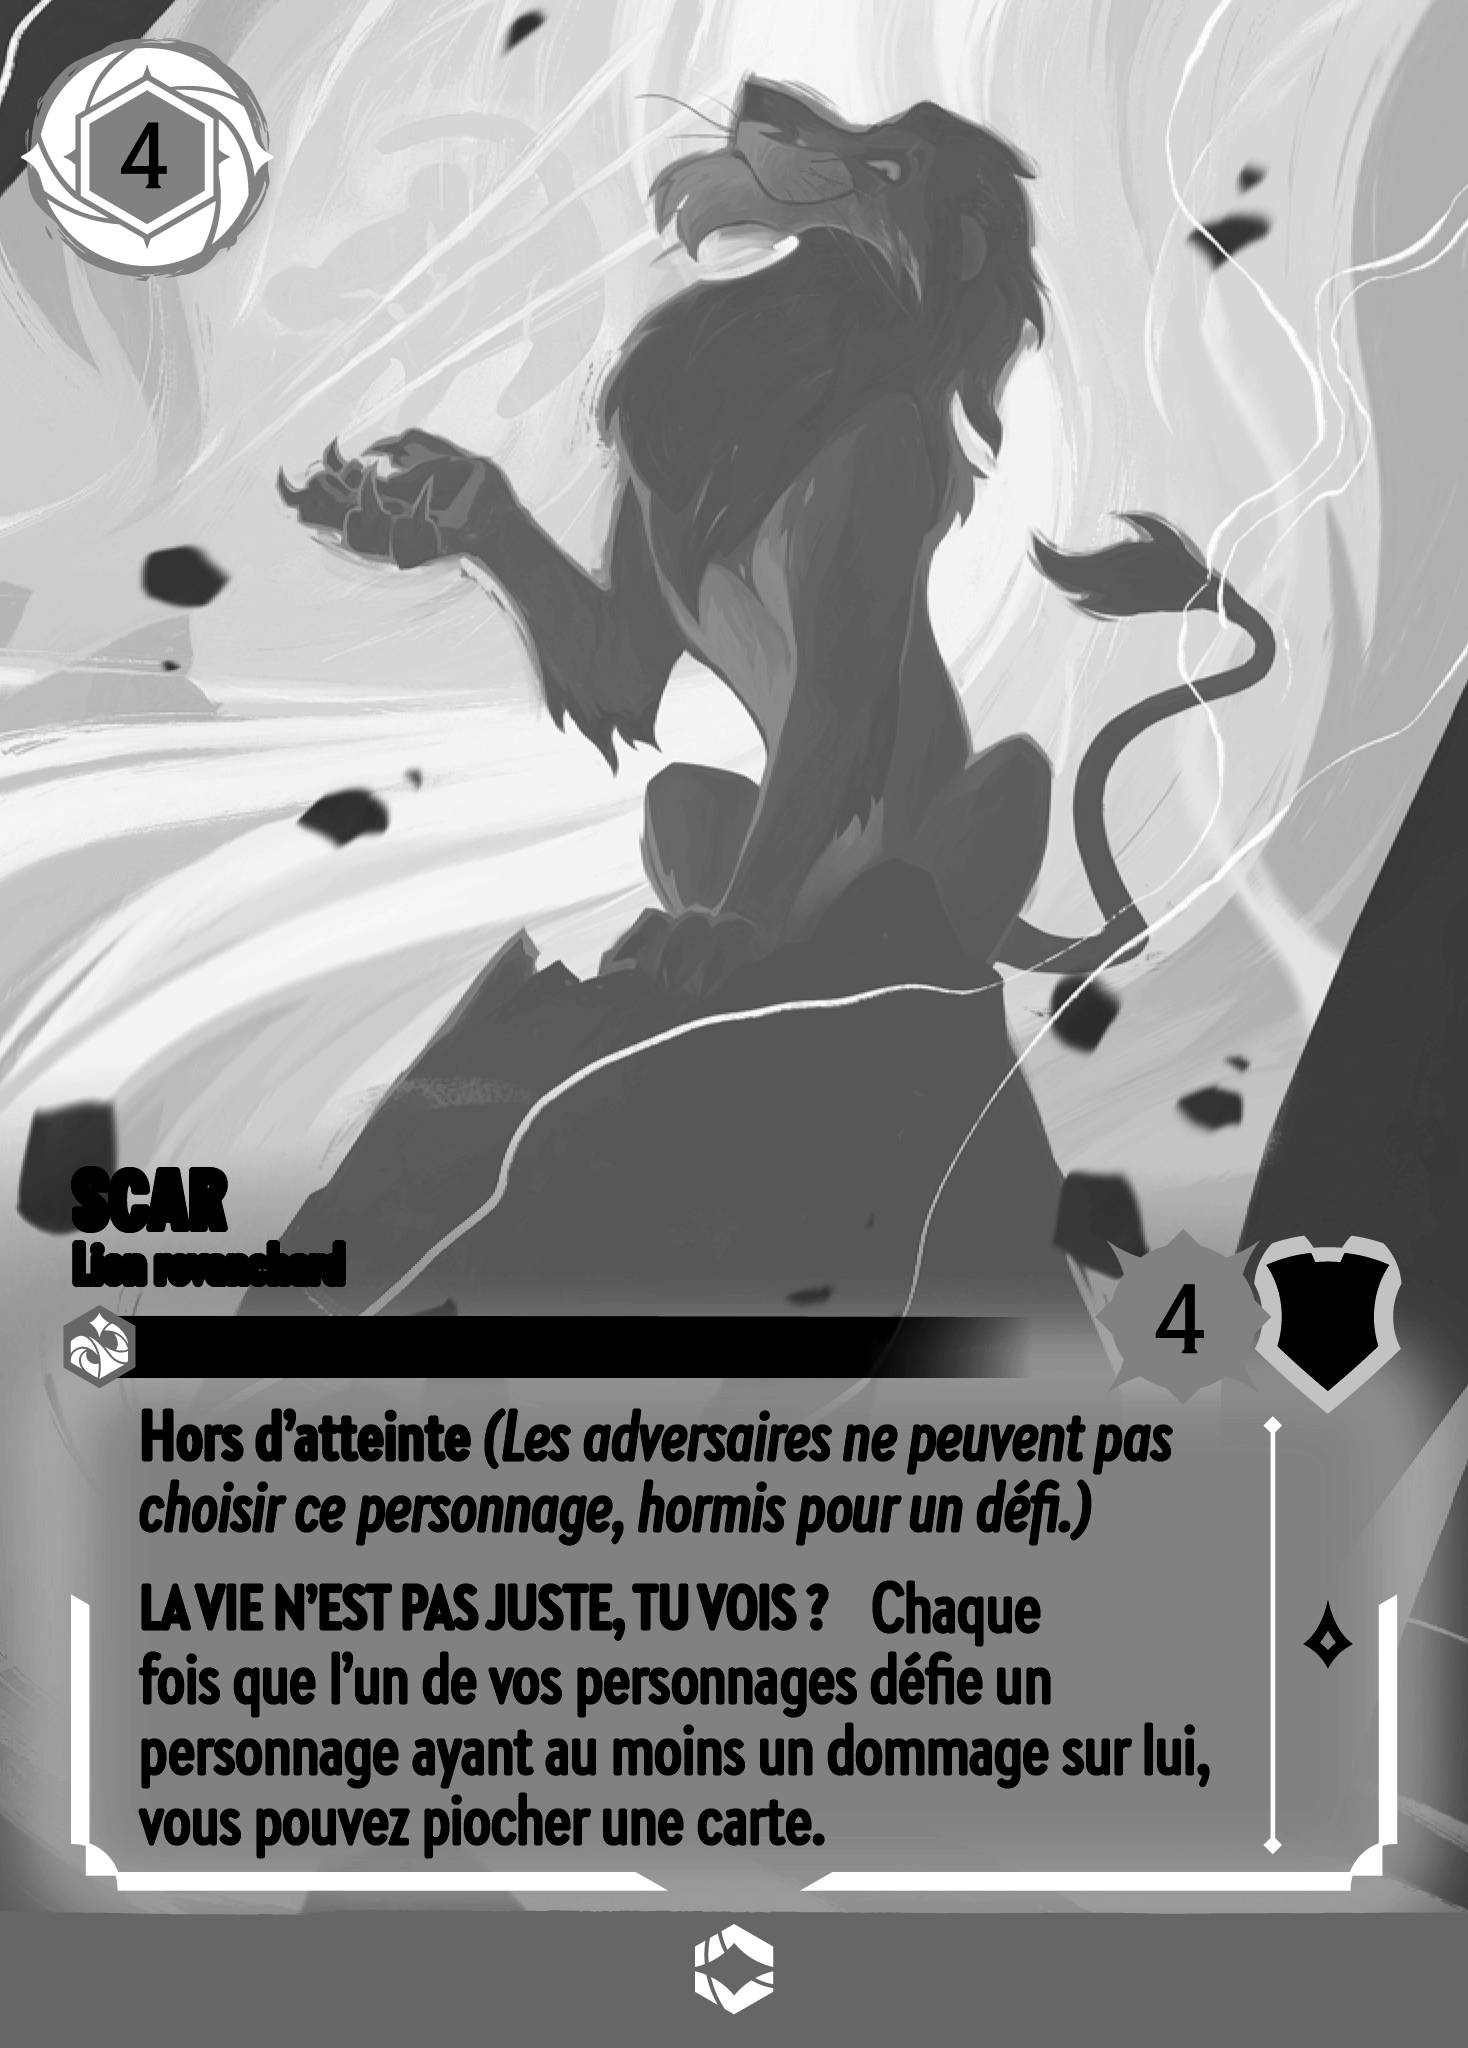 4
SCAR
Lion revanchard
4
Hors d’atteinte (Les adversaires ne peuvent pas
choisir ce personnage, hormis pour un défi.)
LA VIE N’EST PAS JUSTE, TU VOIS ? Chaque
fois que l’un de vos personnages défie un
personnage ayant au moins un dommage sur lui,
vous pouvez piocher une carte.